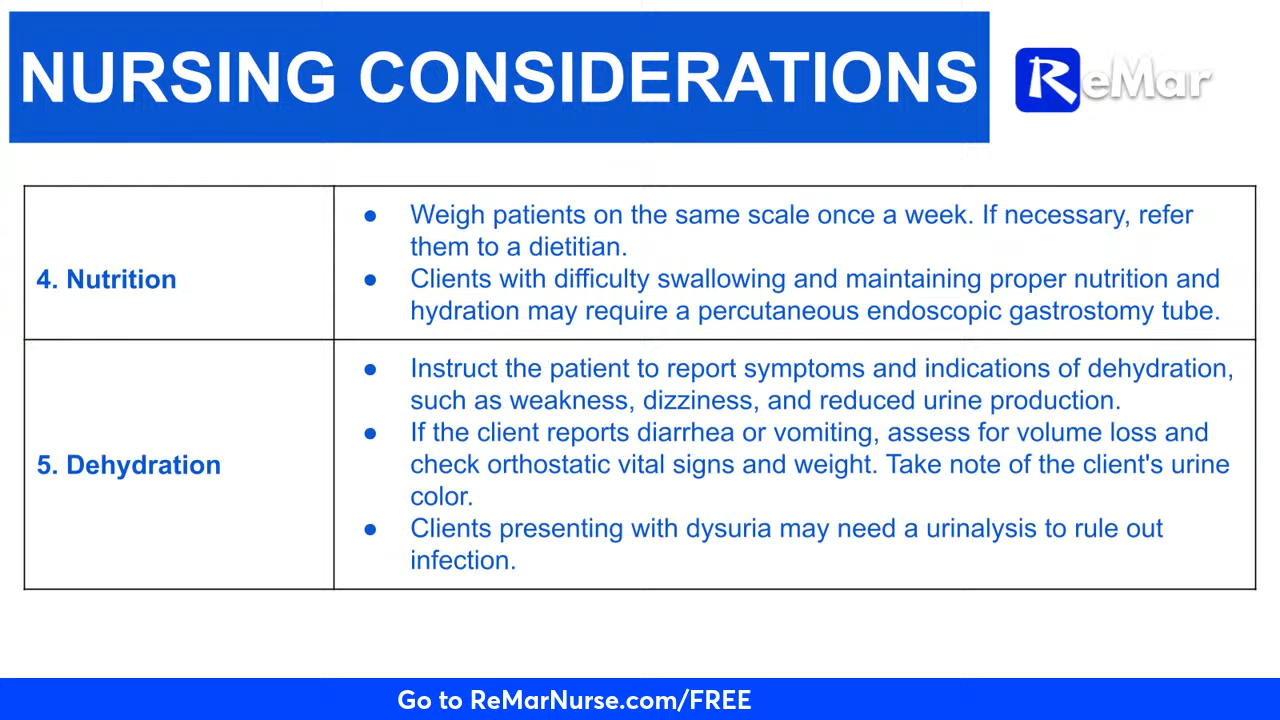 NURSING CONSIDERATIONS
ReMar
4. Nutrition
● Weigh patients on the same scale once a week. If necessary, refer
them to a dietitian.
● Clients with difficulty swallowing and maintaining proper nutrition and
hydration may require a percutaneous endoscopic gastrostomy tube.
5. Dehydration
● Instruct the patient to report symptoms and indications of dehydration,
such as weakness, dizziness, and reduced urine production.
● If the client reports diarrhea or vomiting, assess for volume loss and
check orthostatic vital signs and weight. Take note of the client's urine
color.
● Clients presenting with dysuria may need a urinalysis to rule out
infection.
Go to ReMarNurse.com/FREE